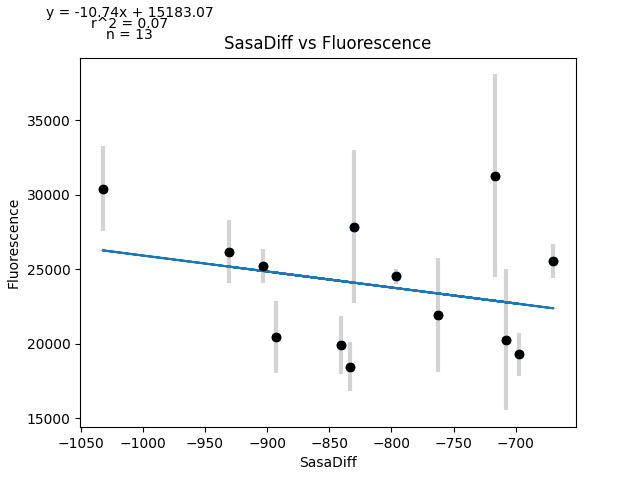 y = -10.74x + 15183.07
r^2 = 0.07
n = 13
SasaDiff vs Fluorescence
Fluorescence
35000
30000
25000
20000
15000
−1050 −1000 −950 −900 −850 −800 −750 −700
SasaDiff